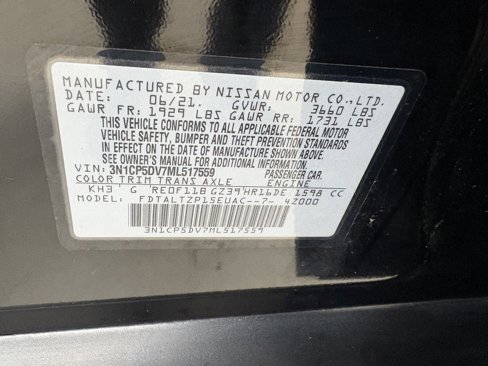 MANUFACTURED BY NISSAN MOTOR CO.,LTD.
DATE: 06/21. GVWR: 3660 LBS
GAWR FR: 1929 LBS GAWR RR: 1731 LBS
THIS VEHICLE CONFORMS TO ALL APPLICABLE FEDERAL MOTOR
VEHICLE SAFETY, BUMPER AND THEFT PREVENTION STANDARDS
IN EFFECT ON THE DATE OF MANUFACTURE SHOWN ABOVE.
SEE OWNER'S MANUAL FOR ADDITIONAL INFORMATION.
VIN: 3N1CP5DV7ML517559 PASSENGER CAR
COLOR TRIM TRANS AXLE ENGINE
KH3 G RE0F11B GZ39 HR16DE 1598 CC
MODEL: FDTALTZP15EUAC--7- 4Z000
3N1CP5DV7ML517559